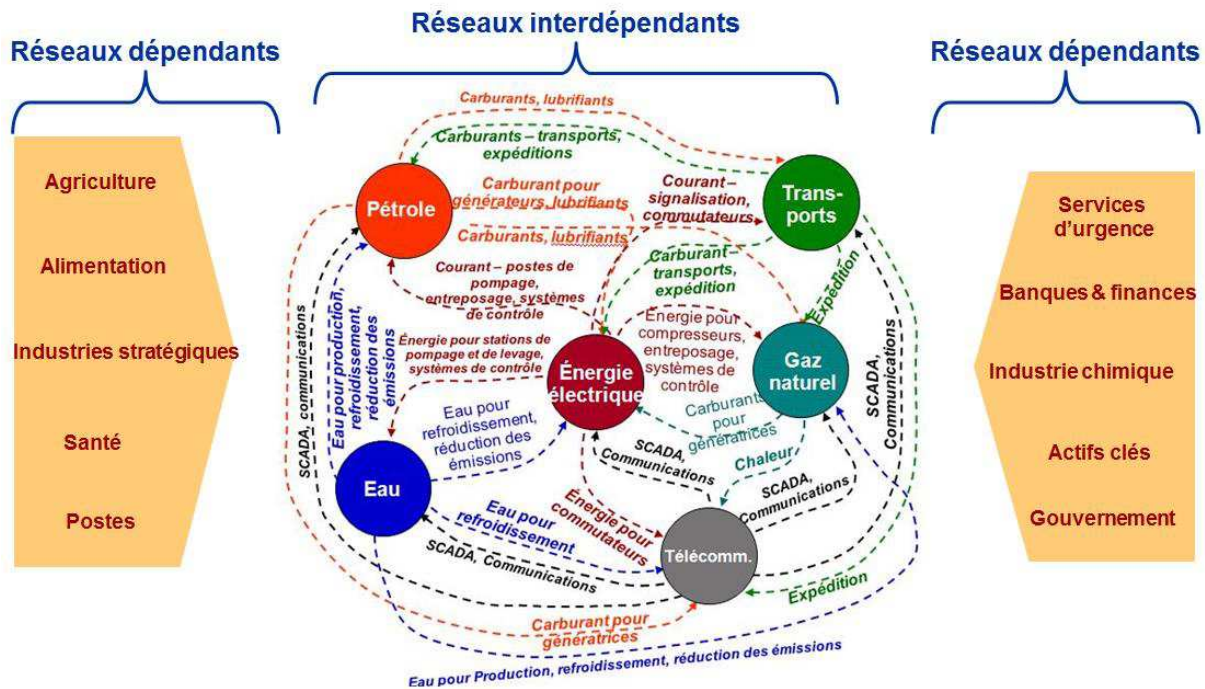 Réseaux interdépendants
Réseaux dépendants
Réseaux dépendants
Agriculture
Alimentation
Industries stratégiques
Santé
Postes
Carburants, lubrifiants
Carburants – transports,
expéditions
Pétrole
Carburant pour
générateurs, lubrifiants
Carburants, lubrifiants
Courant –
signalisation,
commutateurs
Trans-
ports
Courant – postes de
pompage,
entreposage, systèmes
de contrôle
Carburant–
transports,
expédition
Expédition
Énergie pour stations de
pompage et de levage,
systèmes de contrôle
Énergie
électrique
Énergie pour
compresseurs,
entreposage,
systèmes de
contrôle
Gaz
naturel
SCADA, communications
Eau pour production,
refroidissement,
réduction des
émissions
Eau pour
refroidissement,
réduction des
émissions
Carburants
pour
génératrices
SCADA,
Communications
SCADA,
Communications
Chaleur
SCADA,
Communications
Eau
Eau pour
refroidissement
Énergie pour
commutateurs
Télécomm.
SCADA, Communications
Expédition
Carburant pour
génératrices
Eau pour Production, refroidissement, réduction des émissions
Services
d’urgence
Banques & finances
Industrie chimique
Actifs clés
Gouvernement